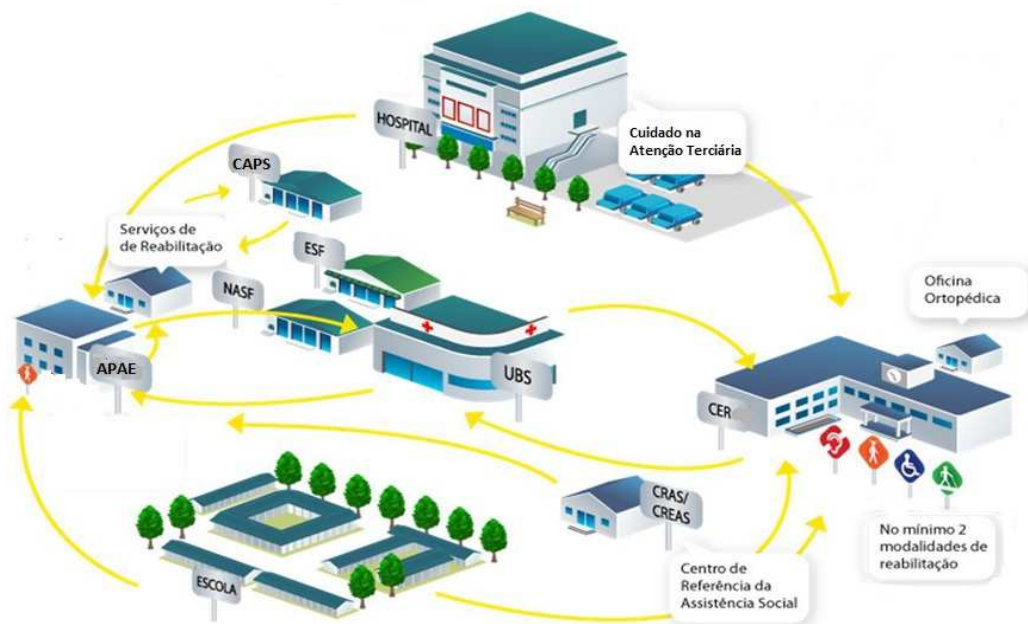 HOSPITAL
Cuidado na
Atenção Terciária
CAPS
Serviços de
de Reabilitação
ESF
NASF
Oficina
Ortopédica
APAE
UBS
CER
CRAS/
CREAS
No mínimo 2
modalidades de
reabilitação
Centro de
Referência da
Assistência Social
ESCOLA